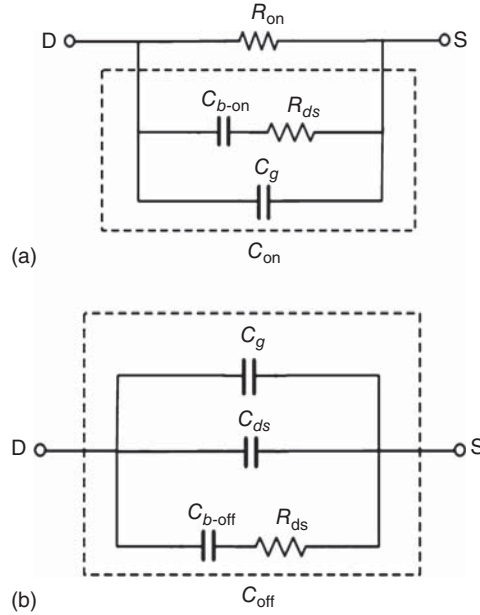 R_on
D S
C_b-on R_ds
C_g
C_on
(a)
C_g
C_ds
D S
C_b-off R_ds
C_off
(b)